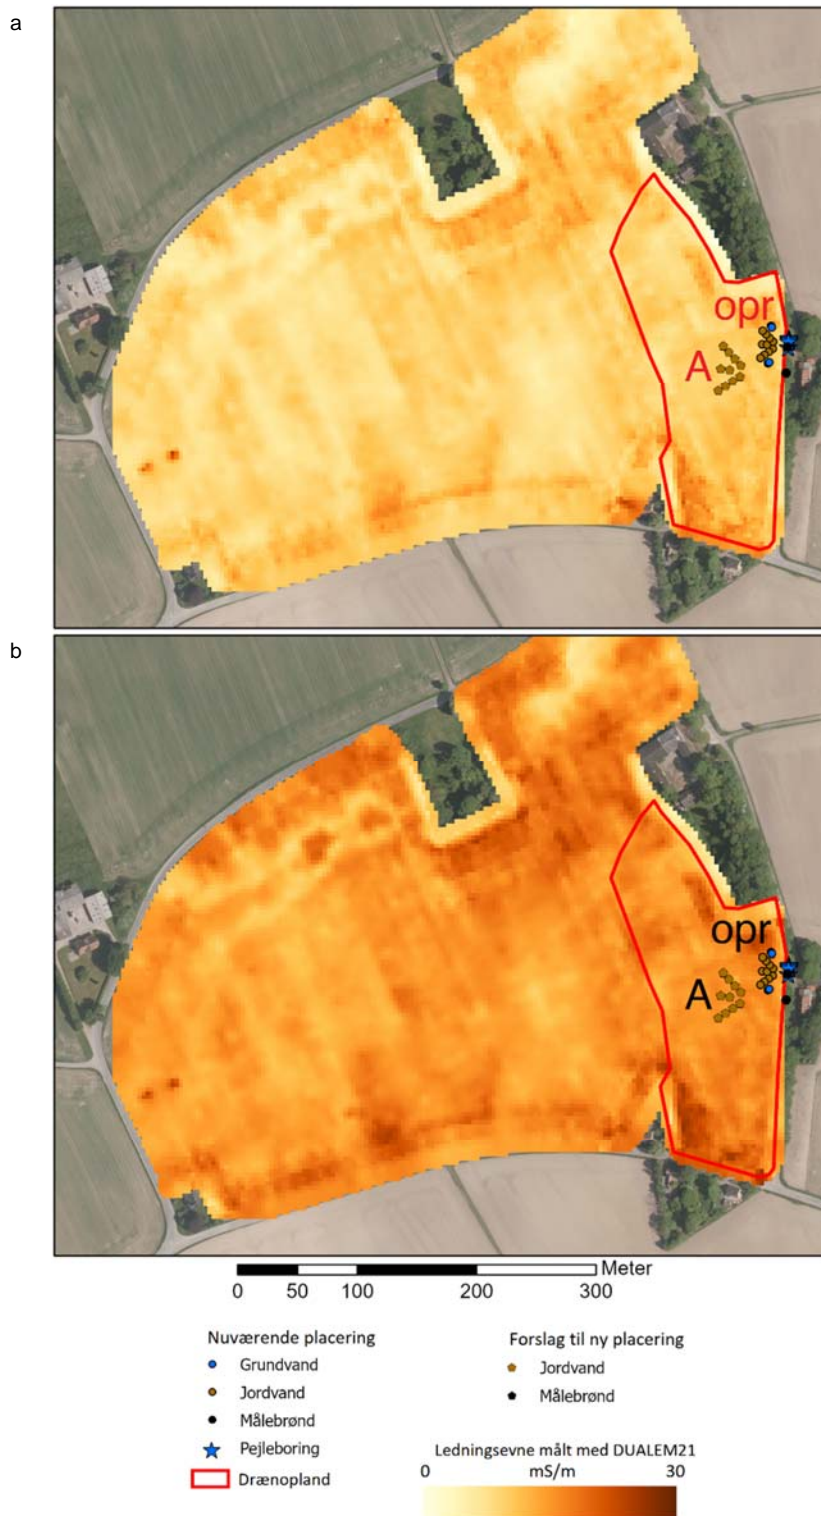 a
opr
A
b
opr
A
Meter
0 50 100 200 300
Nuværende placering
Grundvand
Jordvand
Målebrønd
Pejleboring
Drænopland
Forslag til ny placering
Jordvand
Målebrønd
Ledningsevne målt med DUALEM21
0 mS/m 30